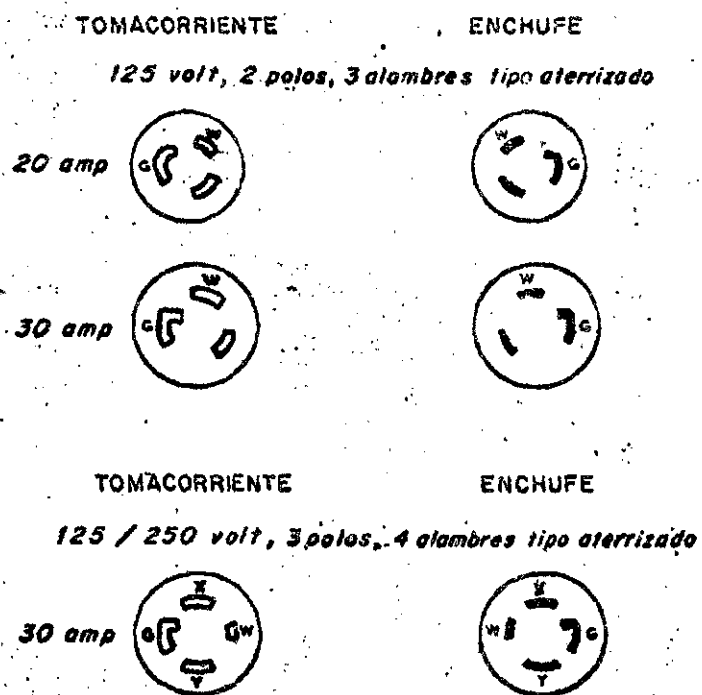 TOMACORRIENTE ENCHUFE
125 volt, 2 polos, 3 alambres tipo aterrizado
20 amp G W W G
30 amp G W W G
TOMACORRIENTE ENCHUFE
125 / 250 volt, 3 polos, 4 alambres tipo aterrizado
X X
30 amp G W W G
Y Y